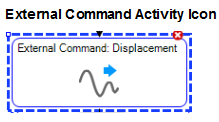 External Command Activity Icon
External Command: Displacement